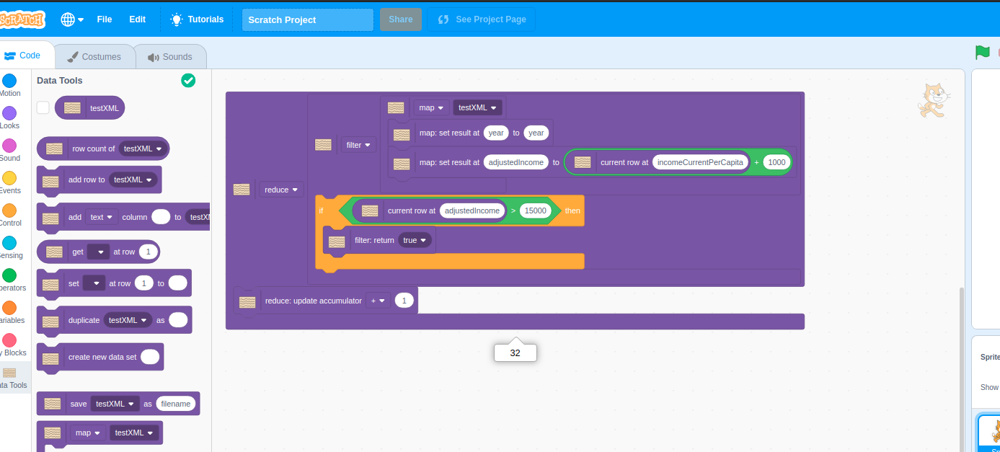 SCRATCH File Edit Tutorials Scratch Project Share See Project Page
Code Costumes Sounds
Motion
Looks
Sound
Events
Control
Sensing
Operators
Variables
My Blocks
Data Tools
Data Tools
testXML
row count of testXML
add row to testXML
add text column to testXM
get at row 1
set at row 1 to
duplicate testXML as
create new data set
save testXML as filename
map testXML
reduce
filter
map testXML
map: set result at year to year
map: set result at adjustedIncome to current row at incomeCurrentPerCapita + 1000
if current row at adjustedIncome > 15000 then
filter: return true
reduce: update accumulator + 1
32
Sprite
Show